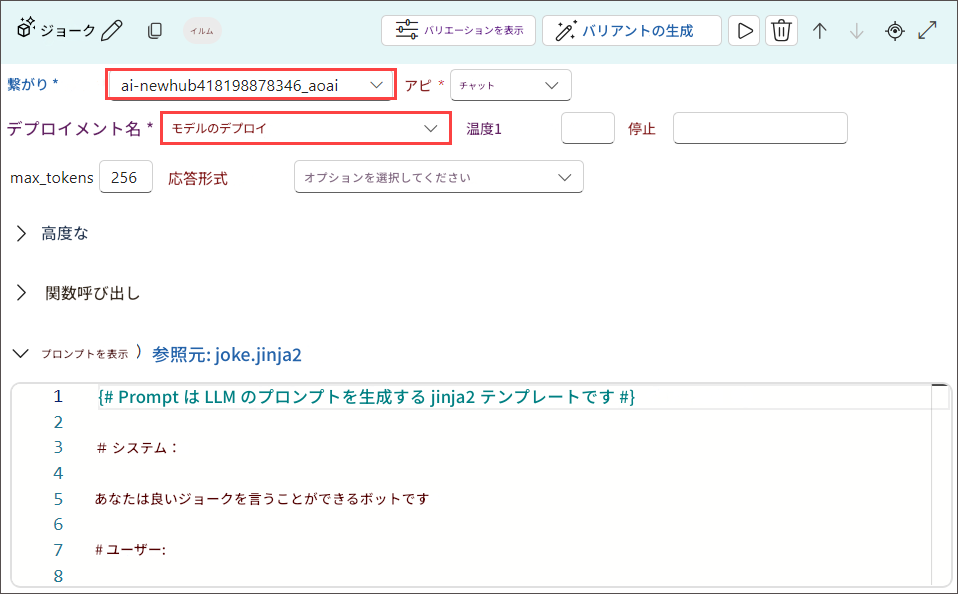 ジョーク イルム バリエーションを表示 バリアントの生成
繋がり * ai-newhub418198878346_aoai アピ * チャット
デプロイメント名 * モデルのデプロイ 温度1 停止
max_tokens 256 応答形式 オプションを選択してください
高度な
関数呼び出し
プロンプトを表示 ) 参照元: joke.jinja2
1 {# Prompt は LLM のプロンプトを生成する jinja2 テンプレートです #}
2
3 # システム：
4
5 あなたは良いジョークを言うことができるボットです
6
7 # ユーザー:
8